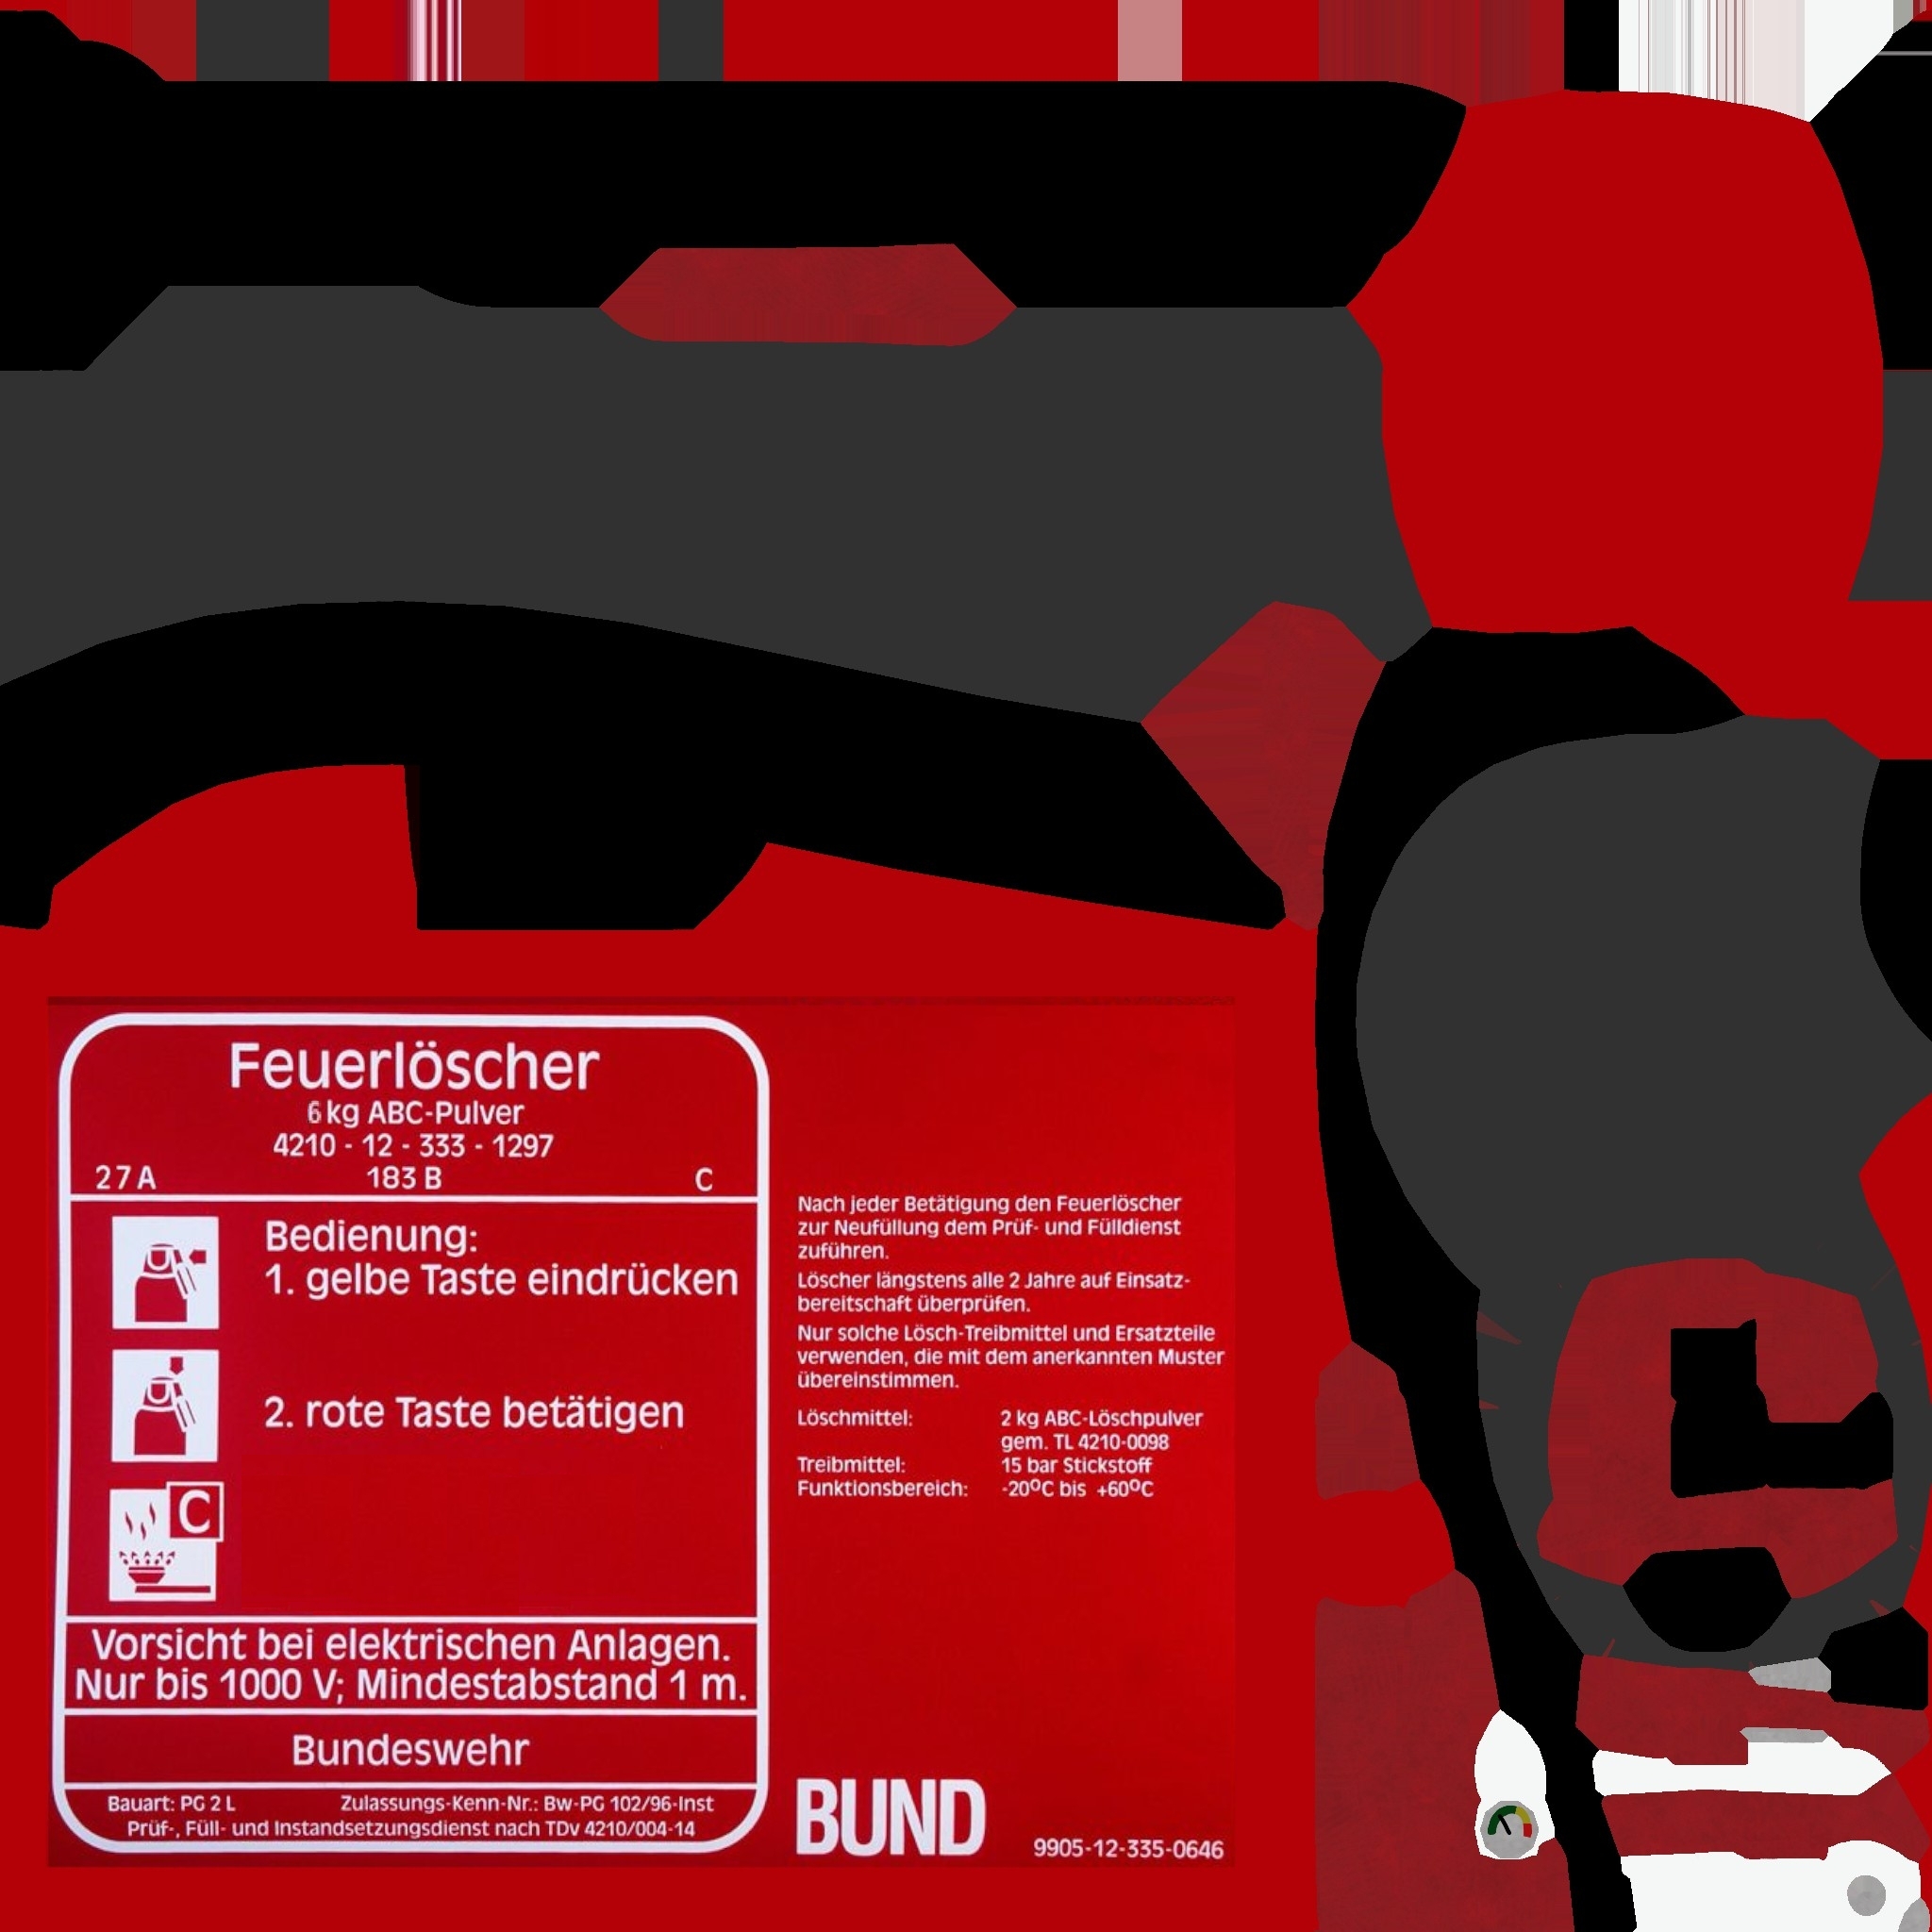 Feuerlöscher
6 kg ABC-Pulver
4210 - 12 - 333 - 1297
27A 183 B C
Bedienung:
1. gelbe Taste eindrücken
2. rote Taste betätigen
C
Vorsicht bei elektrischen Anlagen.
Nur bis 1000 V; Mindestabstand 1 m.
Bundeswehr
Bauart: PG 2 L Zulassungs-Kenn-Nr.: Bw-PG 102/96-Inst
Prüf-, Füll- und Instandsetzungsdienst nach TDv 4210/004-14
Nach jeder Betätigung den Feuerlöscher
zur Neufüllung dem Prüf- und Fülldienst
zuführen.
Löscher längstens alle 2 Jahre auf Einsatz-
bereitschaft überprüfen.
Nur solche Lösch-Treibmittel und Ersatzteile
verwenden, die mit dem anerkannten Muster
übereinstimmen.
Löschmittel: 2 kg ABC-Löschpulver
gem. TL 4210-0098
Treibmittel: 15 bar Stickstoff
Funktionsbereich: -20ºC bis +60ºC
BUND
9905-12-335-0646